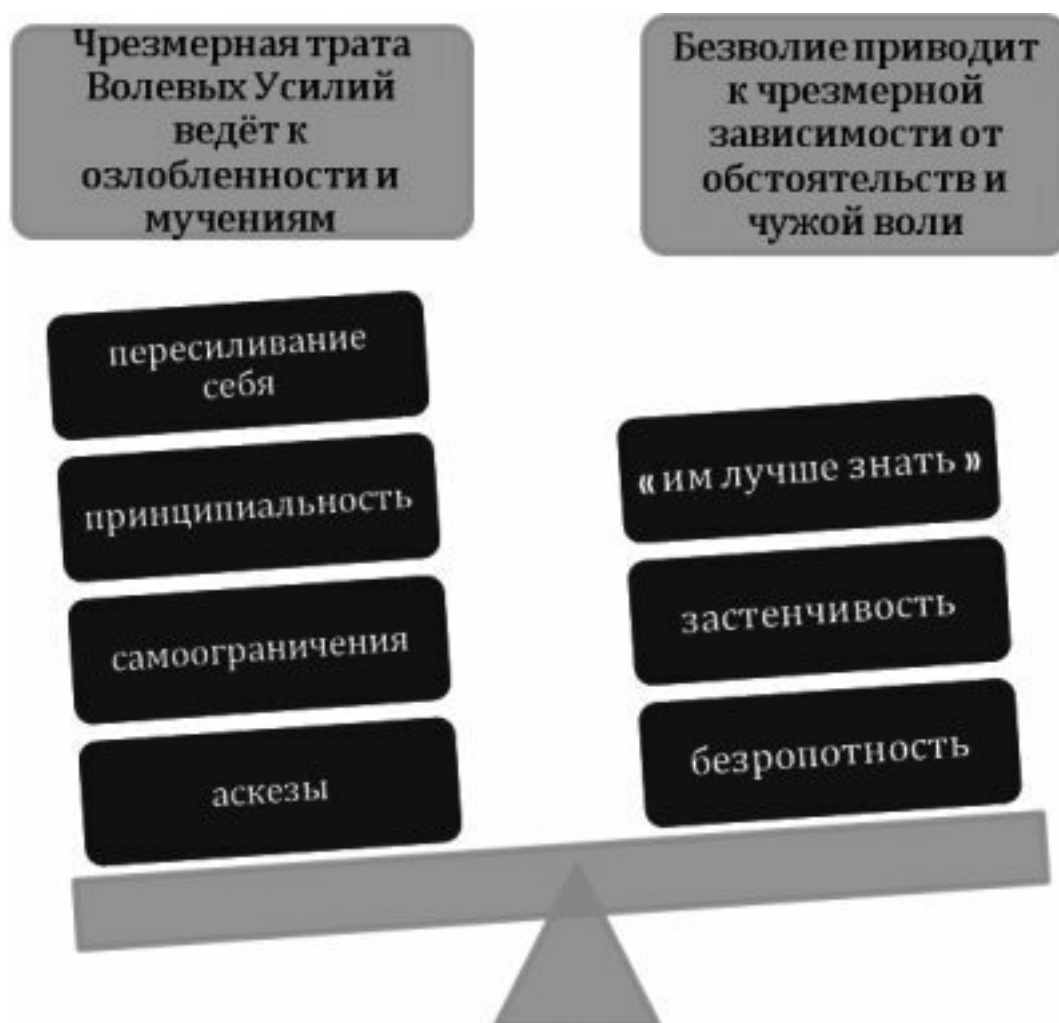 Чрезмерная трата
Волевых Усилий
ведёт к
озлобленности и
мучениям
Безволие приводит
к чрезмерной
зависимости от
обстоятельств и
чужой воли
пересиливание
себя
принципиальность
самоограничения
аскезы
« им лучше знать »
застенчивость
безропотность